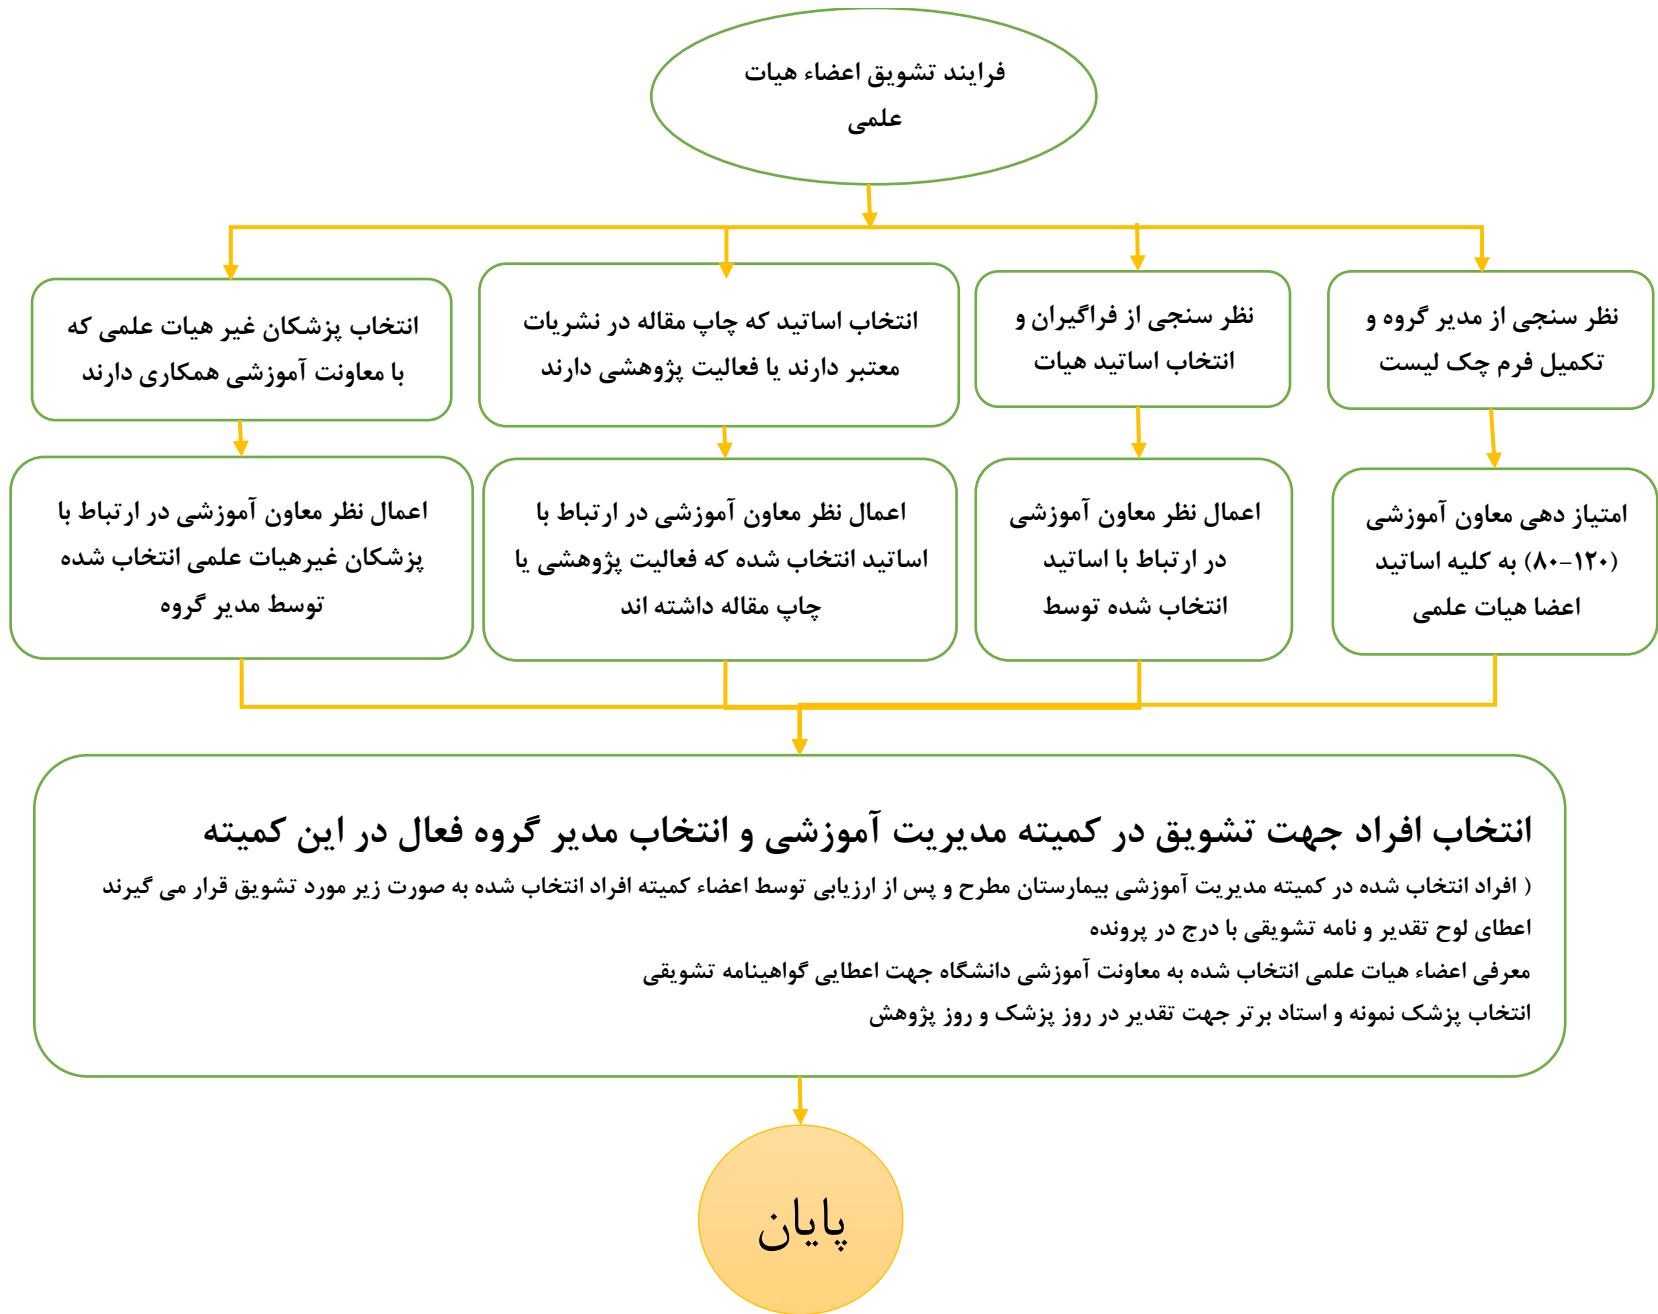 فرایند تشویق اعضاء هیات
علمی
نظر سنجی از مدیر گروه و
تکمیل فرم چک لیست
نظر سنجی از فراگیران و
انتخاب اساتید هیات
انتخاب اساتید که چاپ مقاله در نشریات
معتبر دارند یا فعالیت پژوهشی دارند
انتخاب پزشکان غیر هیات علمی که
با معاونت آموزشی همکاری دارند
امتیاز دهی معاون آموزشی
(۸۰-۱۲۰) به کلیه اساتید
اعضا هیات علمی
اعمال نظر معاون آموزشی
در ارتباط با اساتید
انتخاب شده توسط
اعمال نظر معاون آموزشی در ارتباط با
اساتید انتخاب شده که فعالیت پژوهشی یا
چاپ مقاله داشته اند
اعمال نظر معاون آموزشی در ارتباط با
پزشکان غیرهیات علمی انتخاب شده
توسط مدیر گروه
انتخاب افراد جهت تشویق در کمیته مدیریت آموزشی و انتخاب مدیر گروه فعال در این کمیته
( افراد انتخاب شده در کمیته مدیریت آموزشی بیمارستان مطرح و پس از ارزیابی توسط اعضاء کمیته افراد انتخاب شده به صورت زیر مورد تشویق قرار می گیرند
اعطای لوح تقدیر و نامه تشویقی با درج در پرونده
معرفی اعضاء هیات علمی انتخاب شده به معاونت آموزشی دانشگاه جهت اعطایی گواهینامه تشویقی
انتخاب پزشک نمونه و استاد برتر جهت تقدیر در روز پزشک و روز پژوهش
پایان